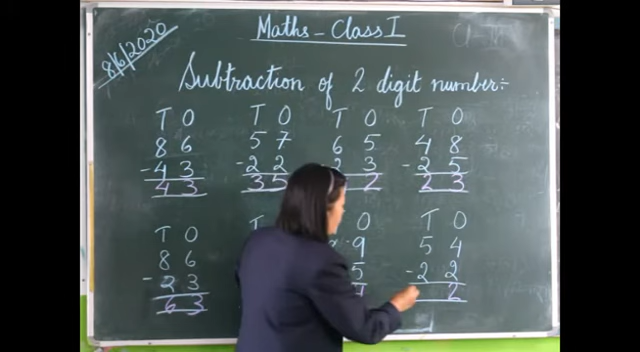 8/6/2020
Maths - Class I
Subtraction of 2 digit number:-
T O T O T O T O
8 6 5 7 6 5 4 8
- 4 3 - 2 2 2 3 - 2 5
4 3 3 5 2 2 3
T O T O T O
8 6 9 5 4
- 2 3 5 - 2 2
6 3 4 2